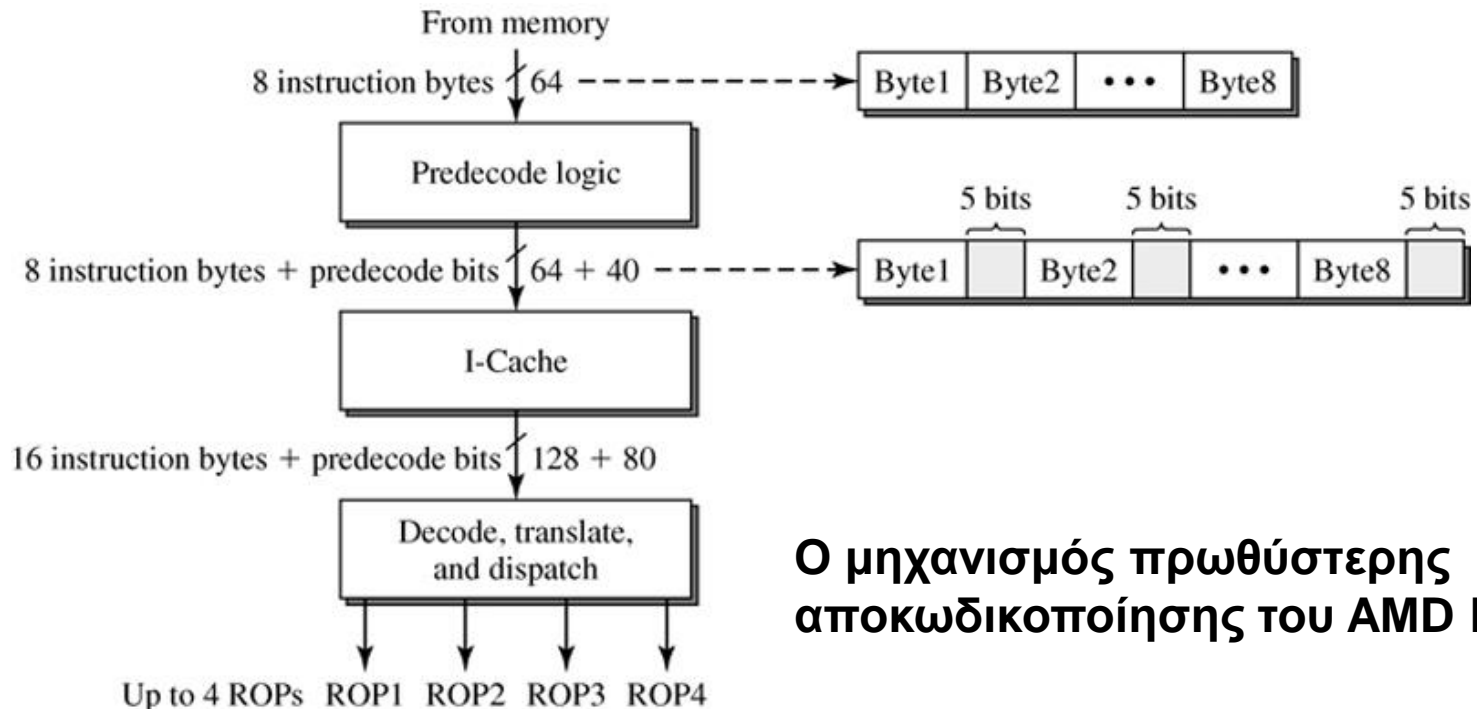 From memory
8 instruction bytes 64
Byte1 Byte2 • • • Byte8
Predecode logic
5 bits 5 bits 5 bits
8 instruction bytes + predecode bits 64 + 40
Byte1 Byte2 • • • Byte8
I-Cache
16 instruction bytes + predecode bits 128 + 80
Decode, translate,
and dispatch
Ο μηχανισμός πρωθύστερης
αποκωδικοποίησης του AMD
Up to 4 ROPs ROP1 ROP2 ROP3 ROP4